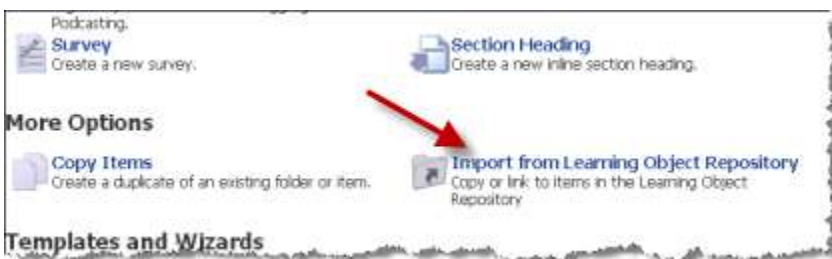 Podcasting.
Survey
Create a new survey.
Section Heading
Create a new inline section heading.
More Options
Copy Items
Create a duplicate of an existing folder or item.
Import from Learning Object Repository
Copy or link to items in the Learning Object
Repository
Templates and Wizards